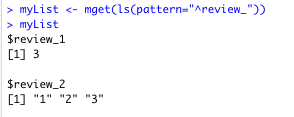 > myList <- mget(ls(pattern="^review_"))
> myList
$review_1
[1] 3

$review_2
[1] "1" "2" "3"